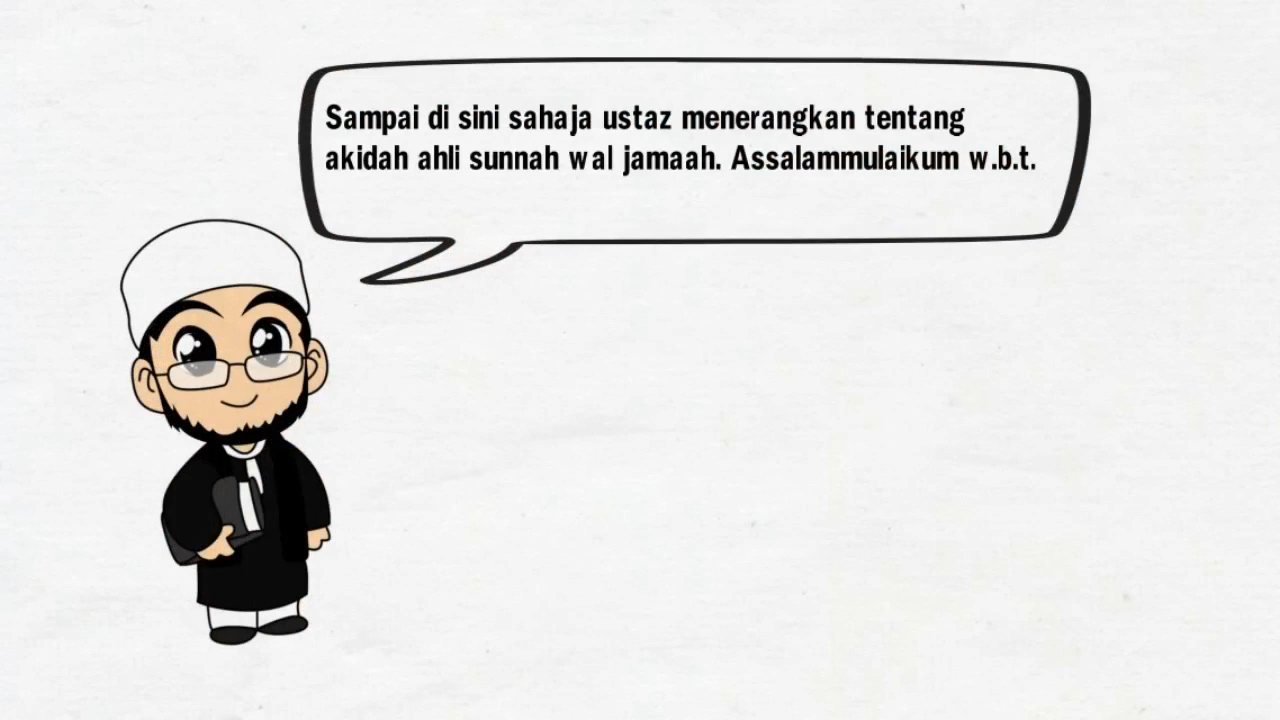 Sampai di sini sahaja ustaz menerangkan tentang
akidah ahli sunnah wal jamaah. Assalammulaikum w.b.t.